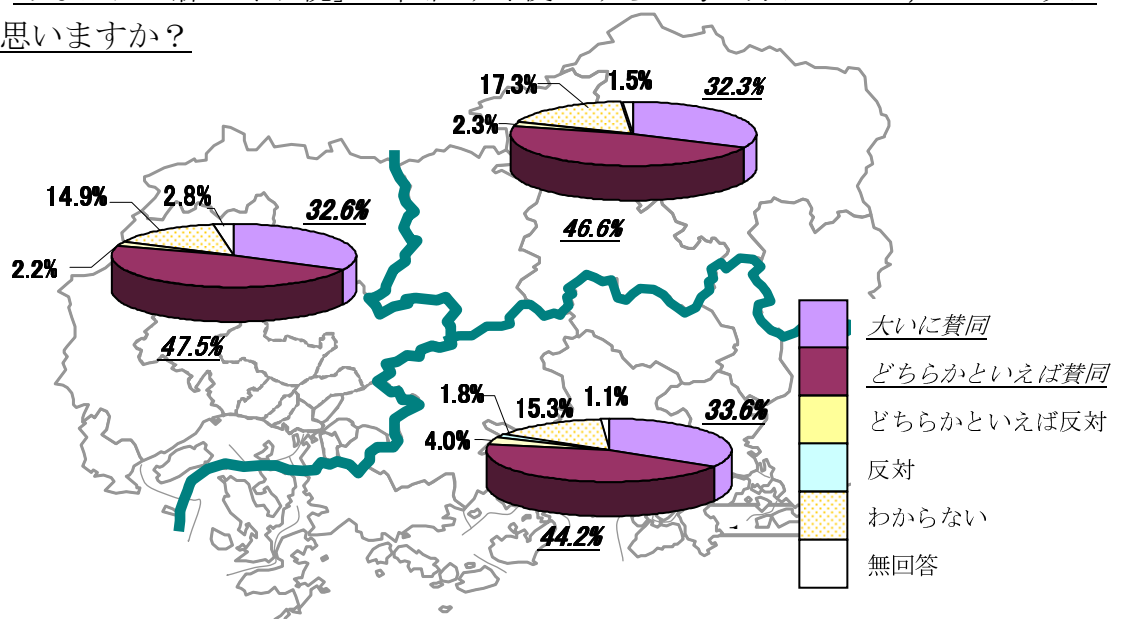 思いますか？
17.3%
1.5%
32.3%
2.3%
46.6%
14.9%
2.8%
32.6%
2.2%
47.5%
1.8%
15.3%
1.1%
33.6%
4.0%
44.2%
大いに賛同
どちらかといえば賛同
どちらかといえば反対
反対
わからない
無回答